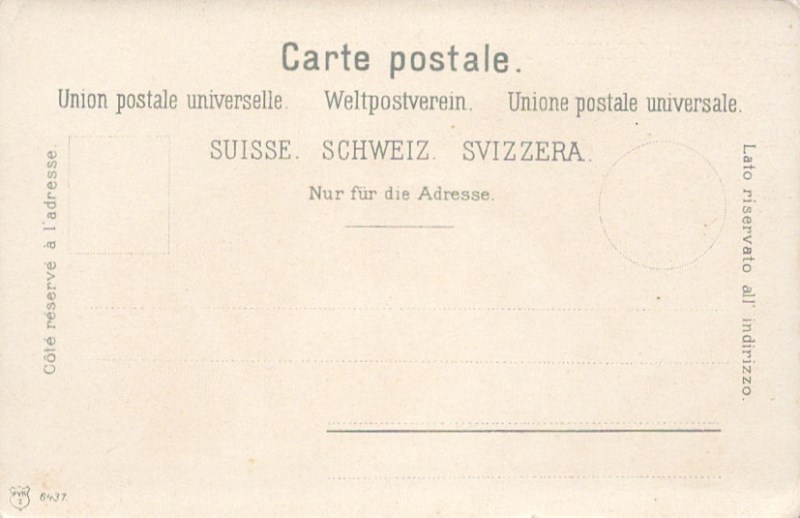 Carte postale.
Union postale universelle. Weltpostverein. Unione postale universale.
SUISSE. SCHWEIZ. SVIZZERA.
Nur für die Adresse.
Côté réservé à l'adresse.
Lato riservato all' indirizzo.
6437.